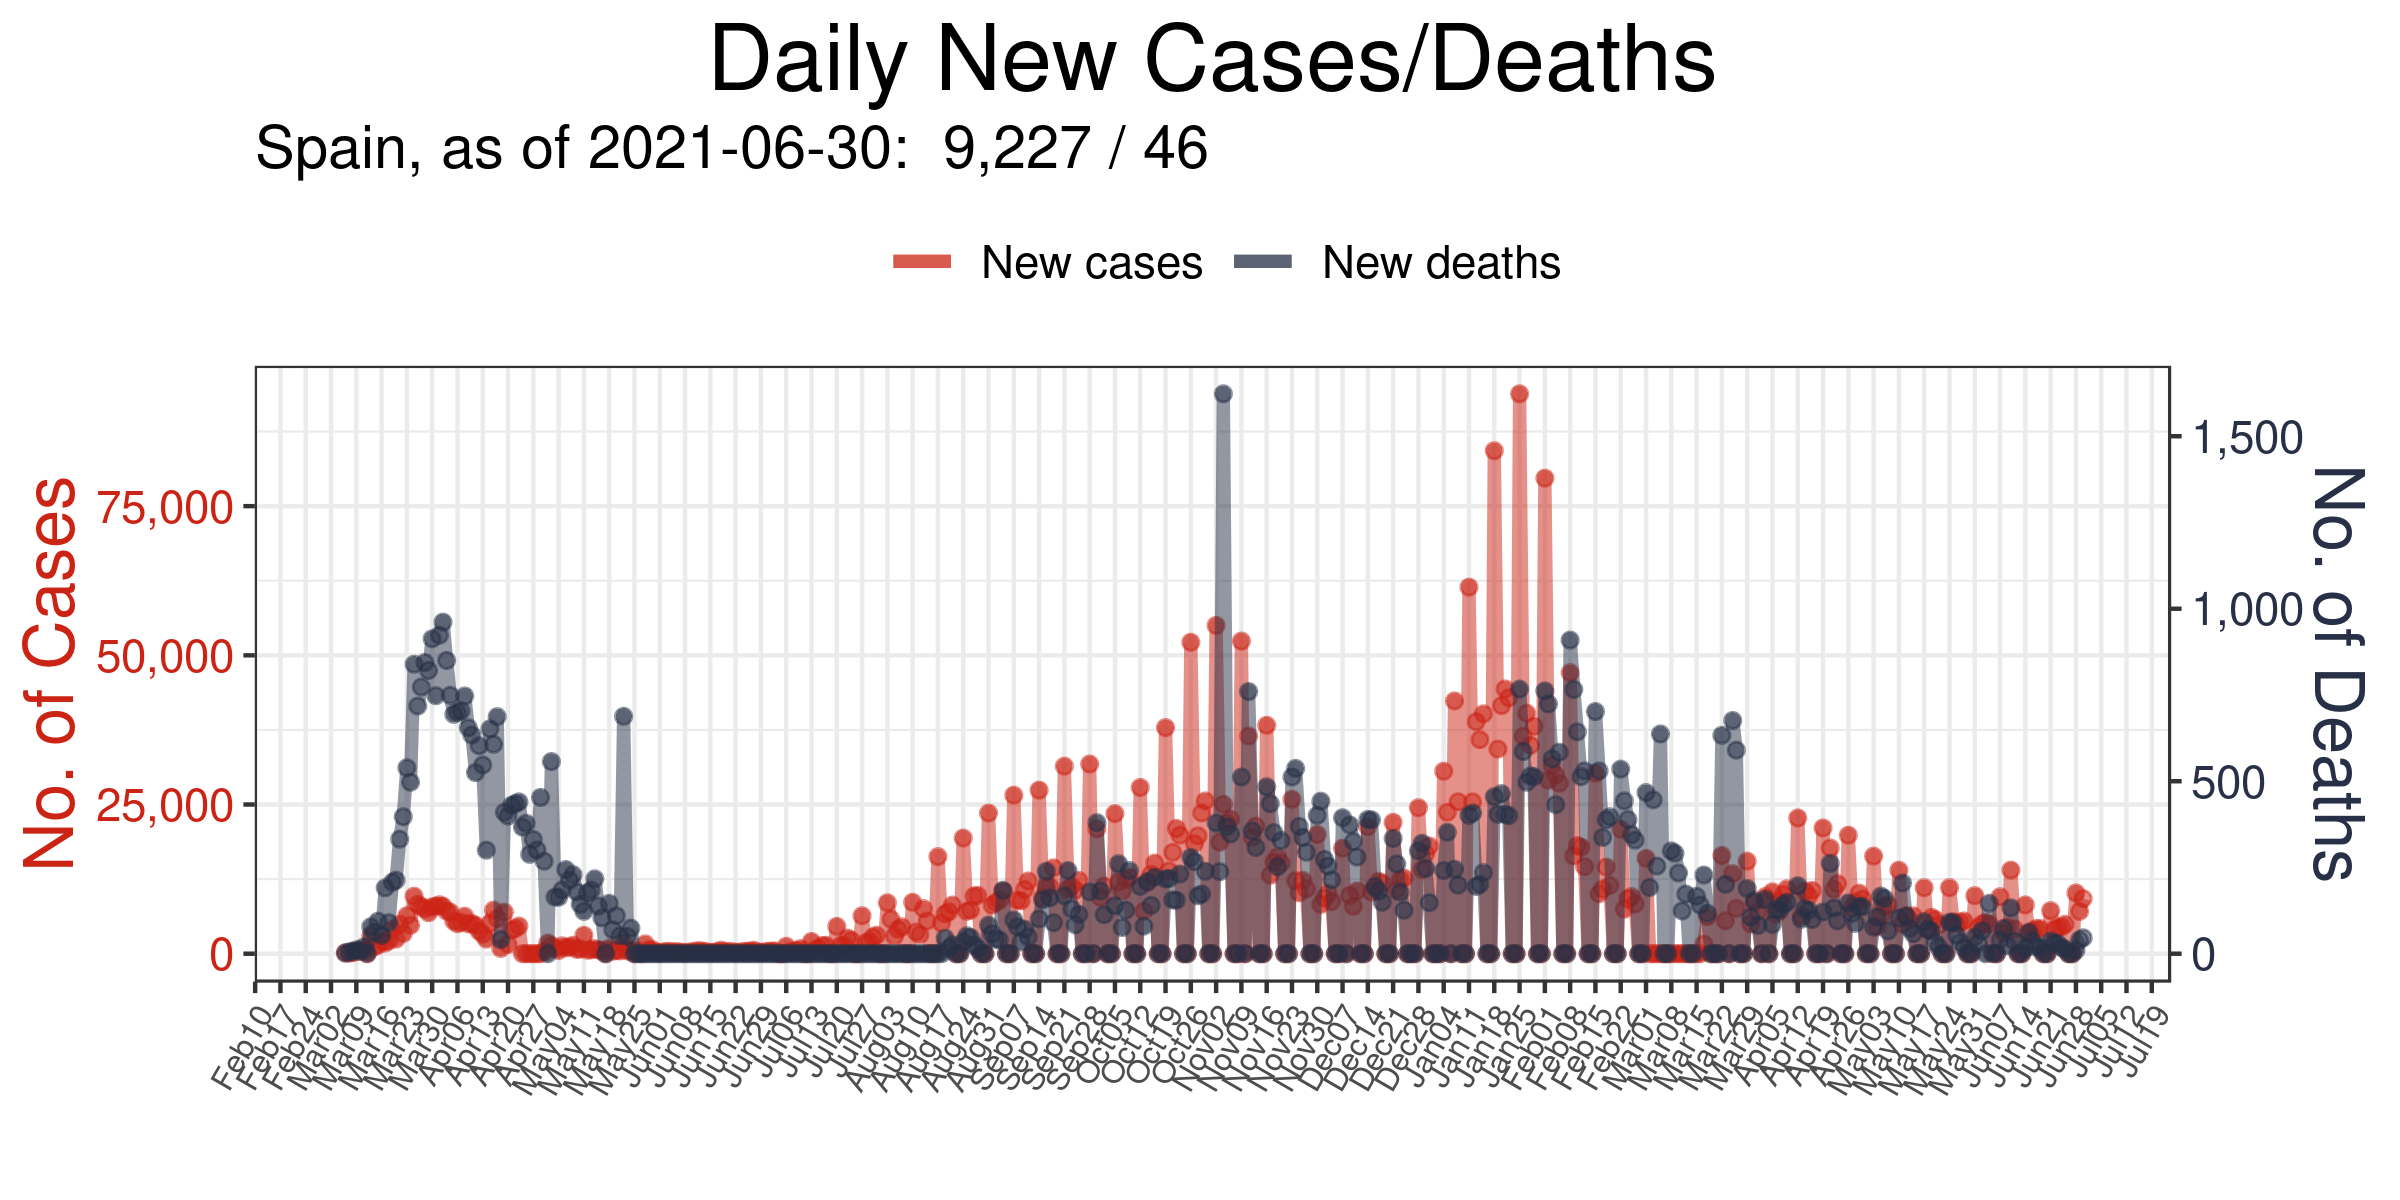 Daily New Cases/Deaths
Spain, as of 2021-06-30: 9,227 / 46
New cases
New deaths
No. of Cases
75,000
50,000
25,000
0
1,500
1,000
500
0
No. of Deaths
Feb10
Feb17
Feb24
Mar02
Mar09
Mar16
Mar23
Mar30
Apr06
Apr13
Apr20
Apr27
May04
May11
May18
May25
Jun01
Jun08
Jun15
Jun22
Jun29
Jul06
Jul13
Jul20
Jul27
Aug03
Aug10
Aug17
Aug24
Aug31
Sep07
Sep14
Sep21
Sep28
Oct05
Oct12
Oct19
Oct26
Nov02
Nov09
Nov16
Nov23
Nov30
Dec07
Dec14
Dec21
Dec28
Jan04
Jan11
Jan18
Jan25
Feb01
Feb08
Feb15
Feb22
Mar01
Mar08
Mar15
Mar22
Mar29
Apr05
Apr12
Apr19
Apr26
May03
May10
May17
May24
May31
Jun07
Jun14
Jun21
Jun28
Jul05
Jul12
Jul19